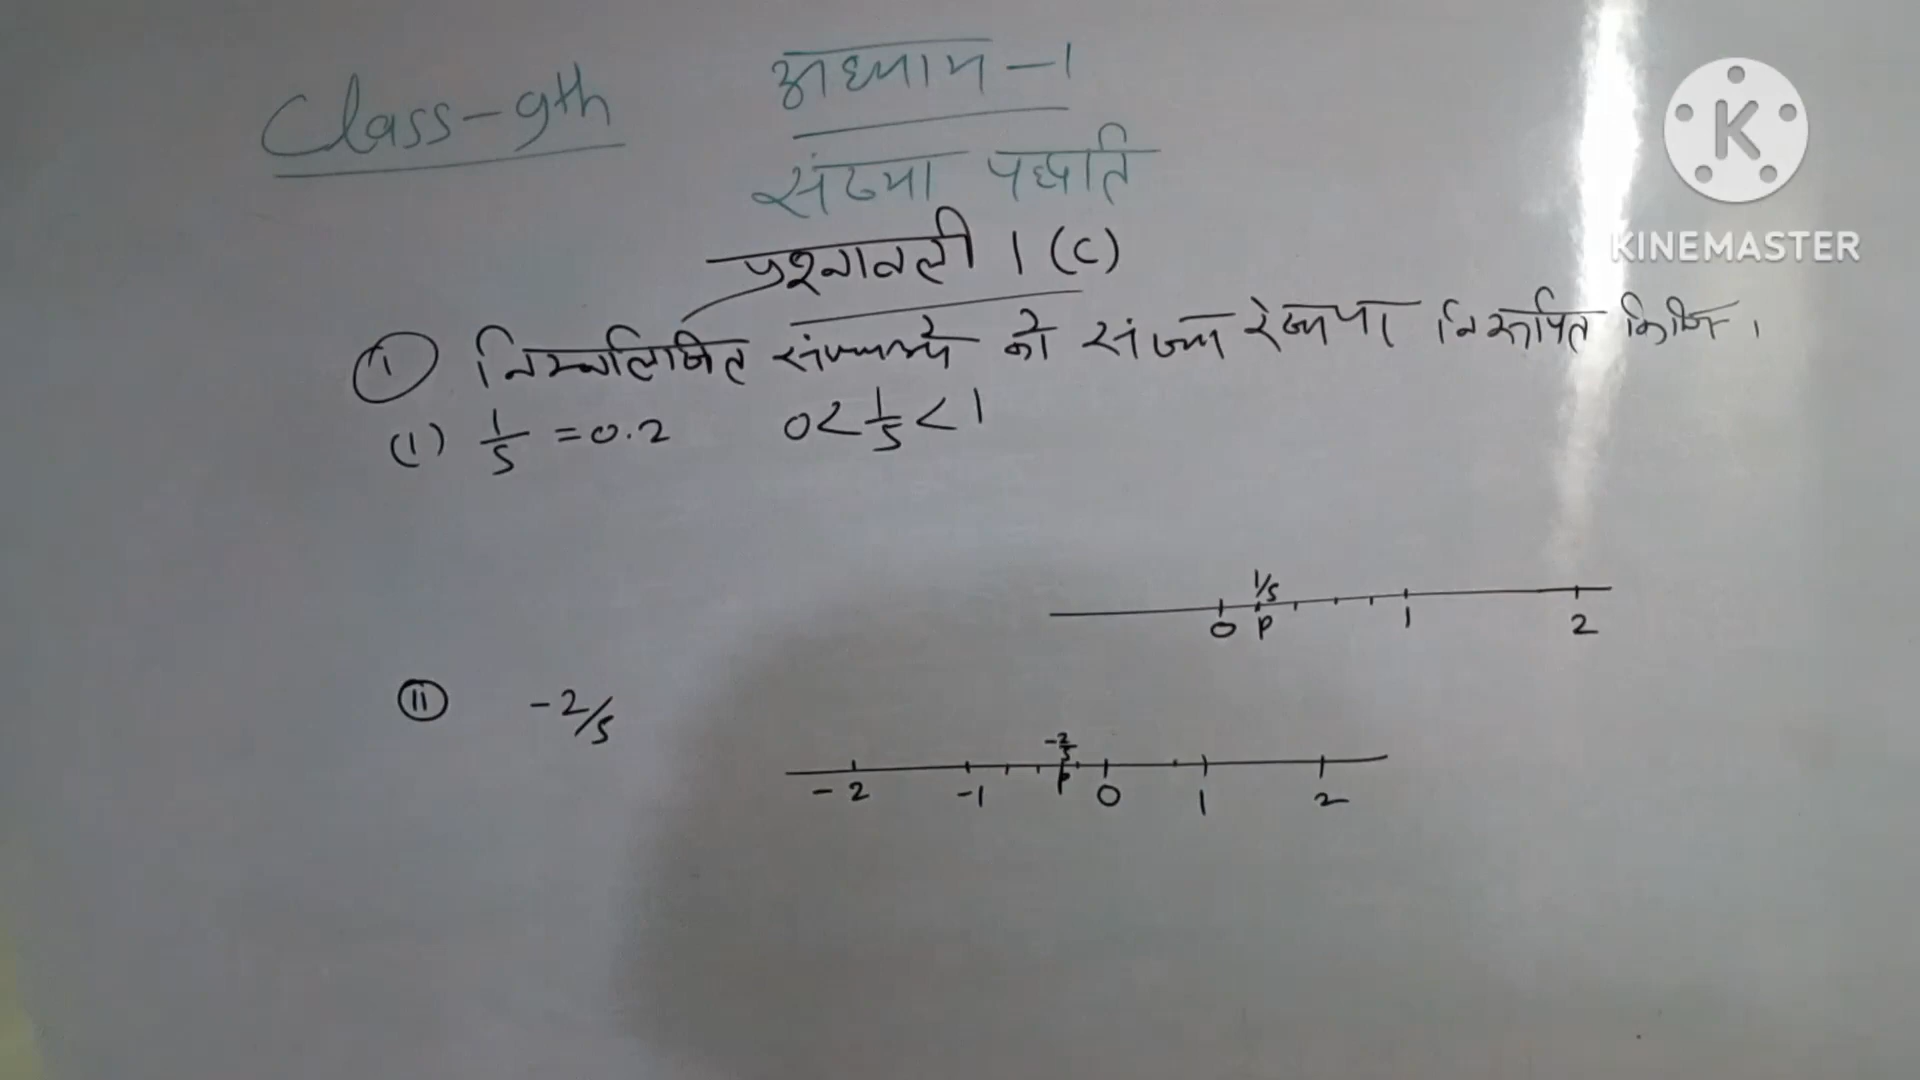 Class-9th
अध्याय-1
संख्या पद्धति
प्रश्नावली 1(C)
① निम्नलिखित संख्याओं को संख्या रेखा पर निरूपित कीजिए।
(1) 1/5 = 0.2 0<1/5<1
1/5
0 P 1 2
(II) -2/5
-2/5
-2 -1 P 0 1 2
K
KINEMASTER